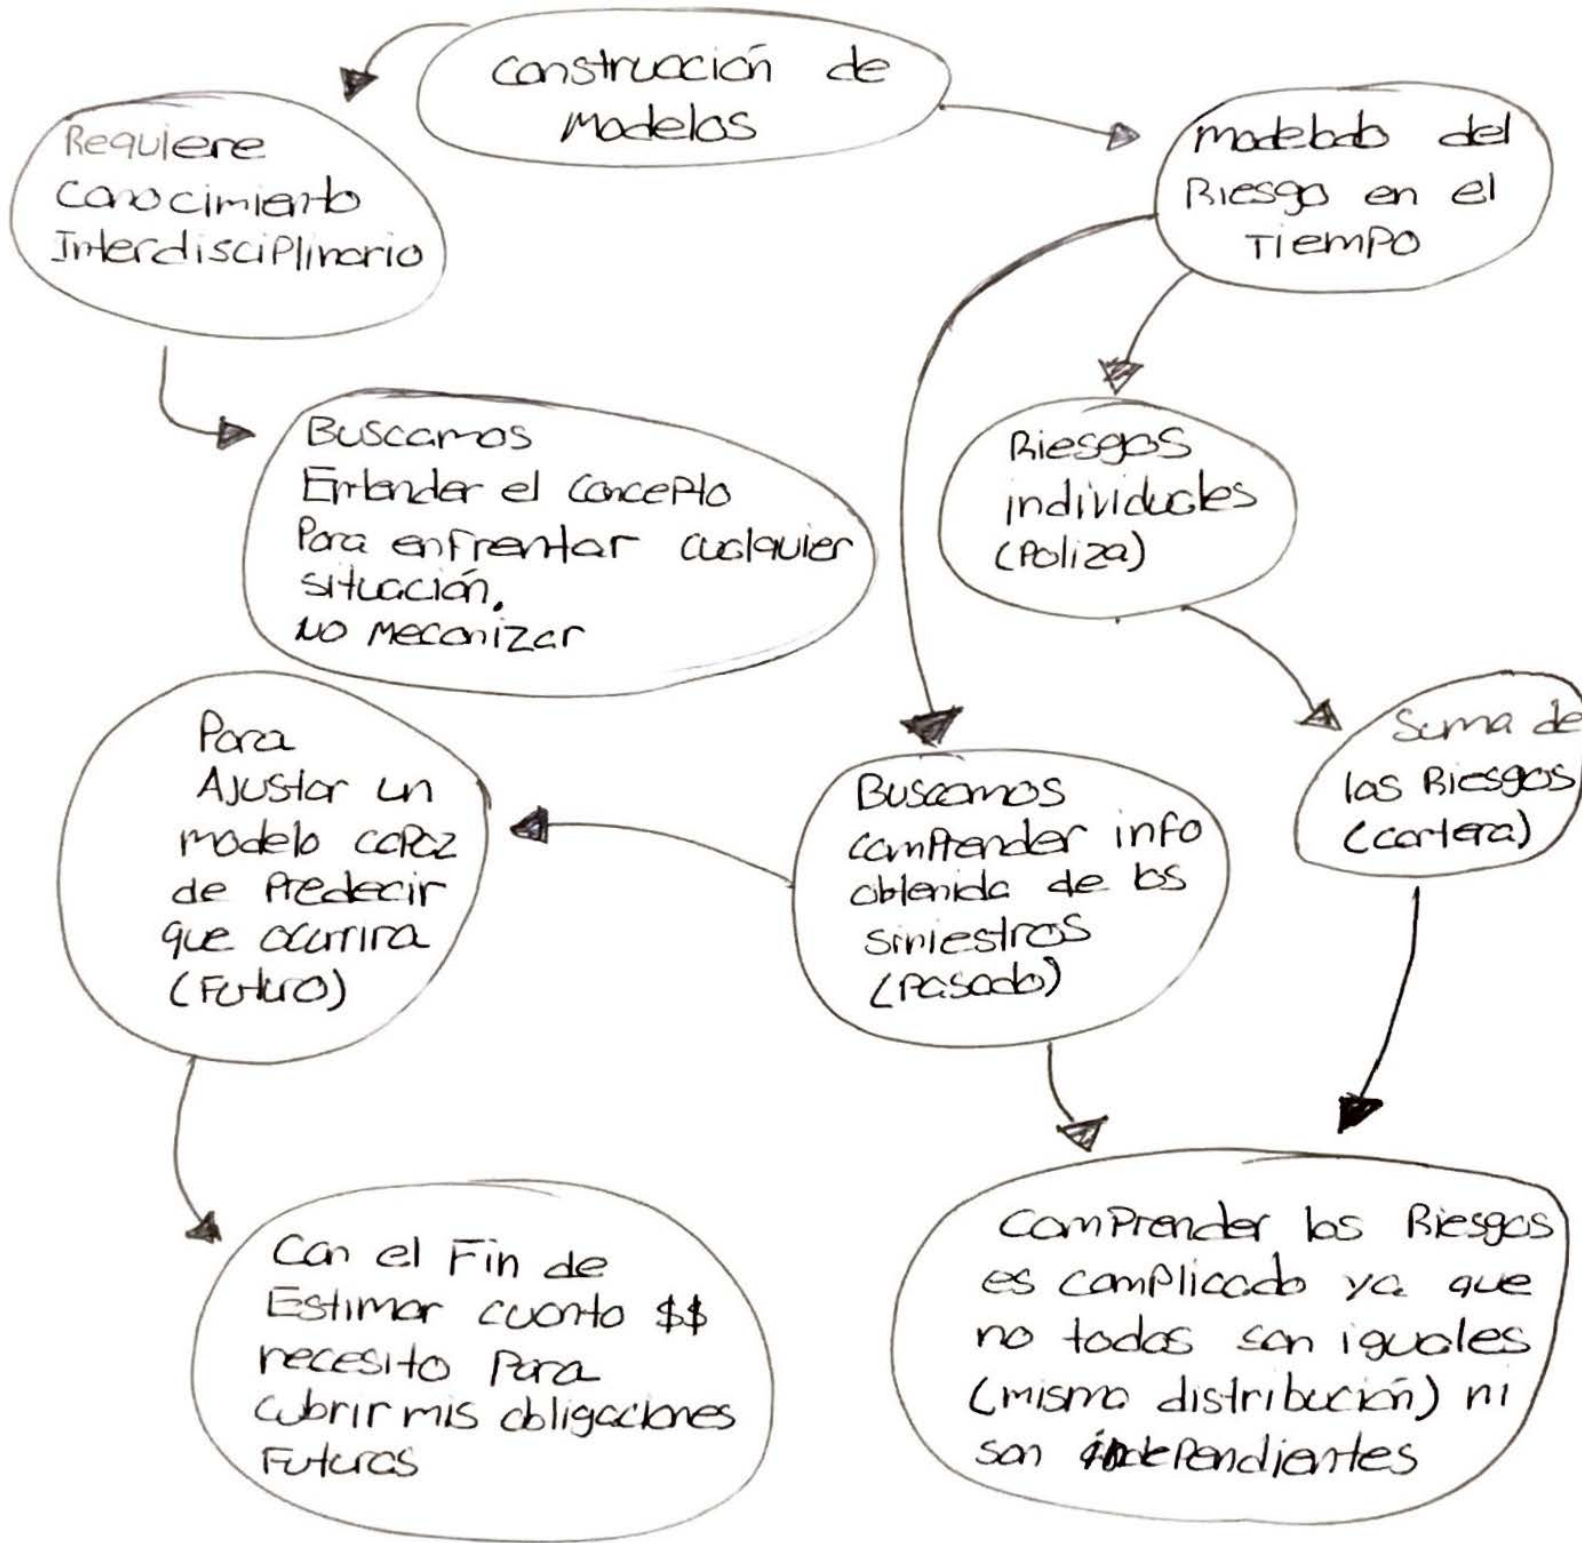 Construcción de
Modelos
Requiere
Conocimiento
Interdisciplinario
modelado del
Riesgo en el
Tiempo
Buscamos
Entender el concepto
Para enfrentar cualquier
situación.
No Mecanizar
Riesgos
individuales
(Poliza)
Suma de
los Riesgos
(cartera)
Para
Ajustar un
modelo capaz
de Predecir
que ocurrira
(Futuro)
Buscamos
comprender info
obtenida de los
siniestros
(Pasado)
Con el Fin de
Estimar cuanto $$
necesito Para
cubrir mis obligaciones
Futuras
Comprender los Riesgos
es complicado ya que
no todos son iguales
(misma distribución) ni
son independientes